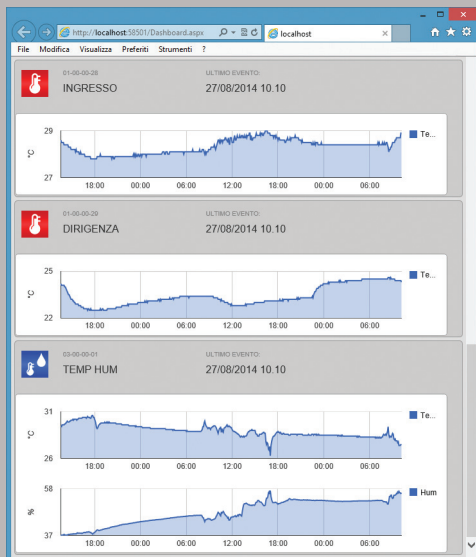 http://localhost:58501/Dashboard.aspx
localhost
File Modifica Visualizza Preferiti Strumenti ?
01-00-00-28 ULTIMO EVENTO:
INGRESSO 27/08/2014 10.10
29
°C
27
Te...
18:00 00:00 06:00 12:00 18:00 00:00 06:00
01-00-00-29 ULTIMO EVENTO:
DIRIGENZA 27/08/2014 10.10
25
°C
22
Te...
18:00 00:00 06:00 12:00 18:00 00:00 06:00
03-00-00-01 ULTIMO EVENTO:
TEMP HUM 27/08/2014 10.10
31
°C
26
Te...
18:00 00:00 06:00 12:00 18:00 00:00 06:00
58
%
37
Hum
18:00 00:00 06:00 12:00 18:00 00:00 06:00